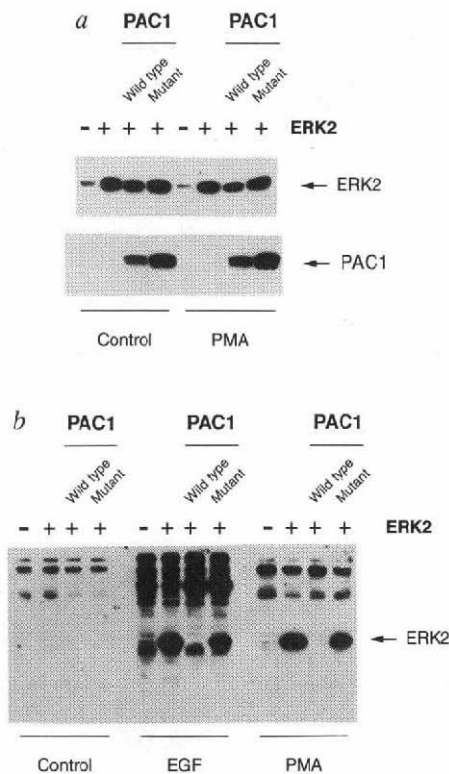 a PAC1 PAC1
Wild type Mutant Wild type Mutant
- + + + - + + + ERK2
← ERK2
← PAC1
Control PMA
b PAC1 PAC1 PAC1
Wild type Mutant Wild type Mutant Wild type Mutant
- + + + - + + + - + + + ERK2
← ERK2
Control EGF PMA